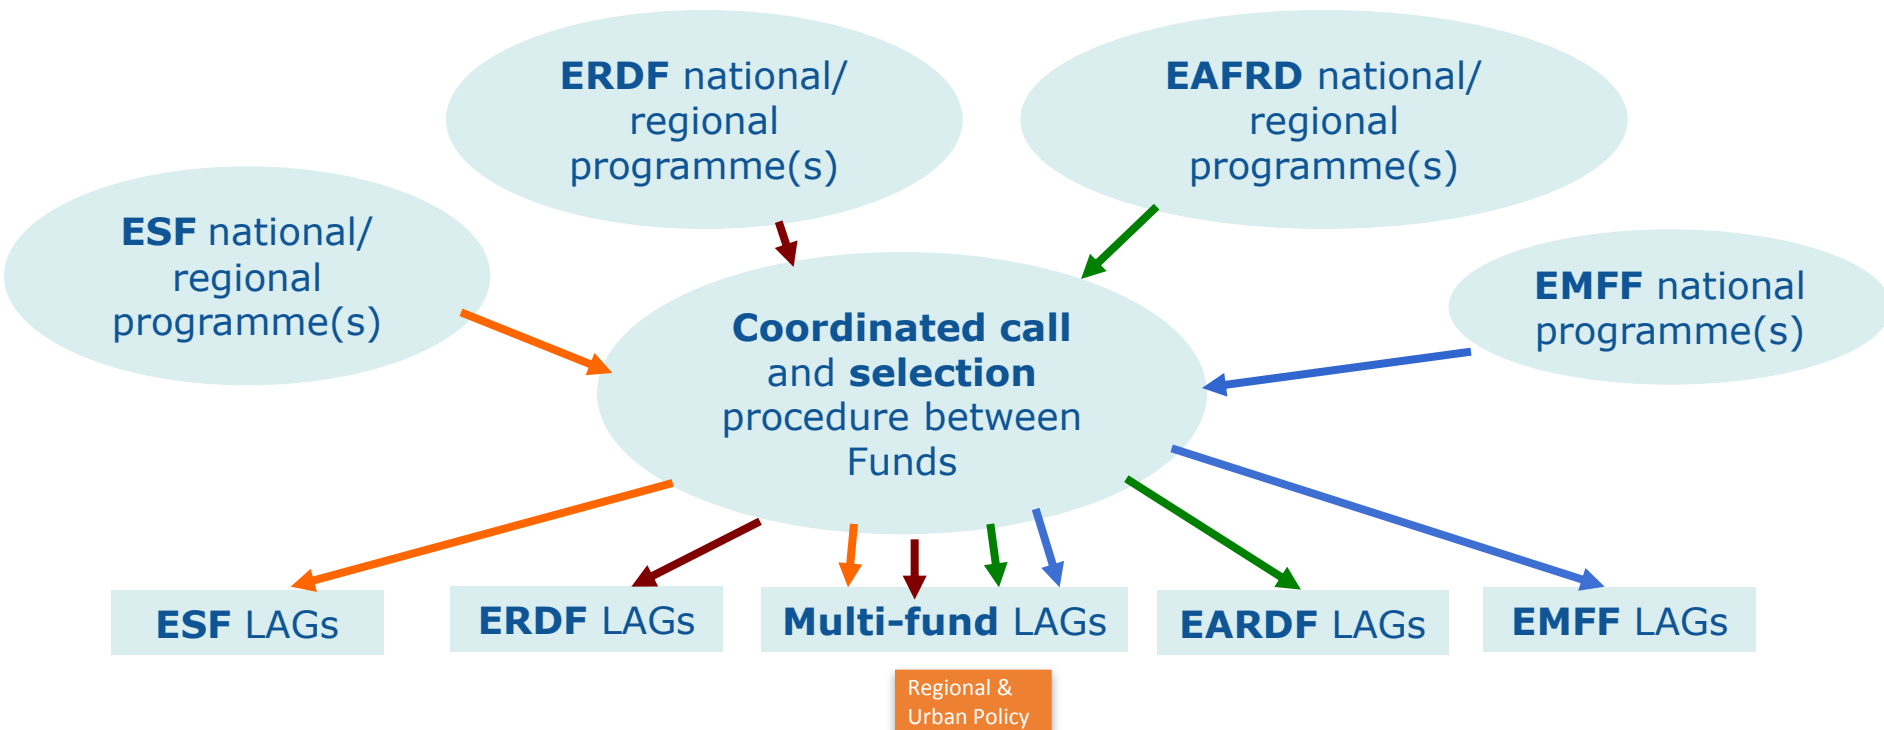 ERDF national/
regional
programme(s)
EAFRD national/
regional
programme(s)
ESF national/
regional
programme(s)
EMFF national
programme(s)
Coordinated call
and selection
procedure between
Funds
ESF LAGs
ERDF LAGs
Multi-fund LAGs
EARDF LAGs
EMFF LAGs
Regional &
Urban Policy